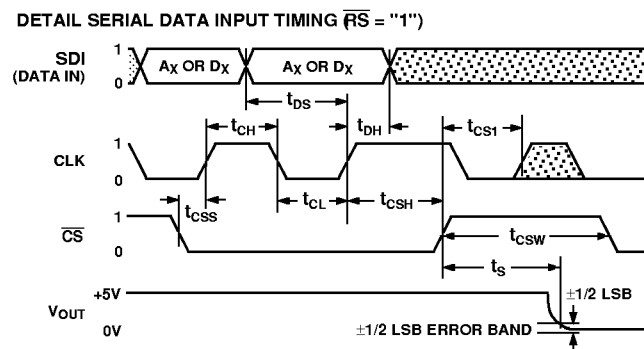 DETAIL SERIAL DATA INPUT TIMING (R̅S̅ = "1")
SDI
(DATA IN)
1
0
AX OR DX
AX OR DX
tDS
tCH
tDH
tCS1
CLK
1
0
tCSS
tCL
tCSH
C̅S̅
1
0
tCSW
tS
VOUT
+5V
0V
±1/2 LSB
±1/2 LSB ERROR BAND